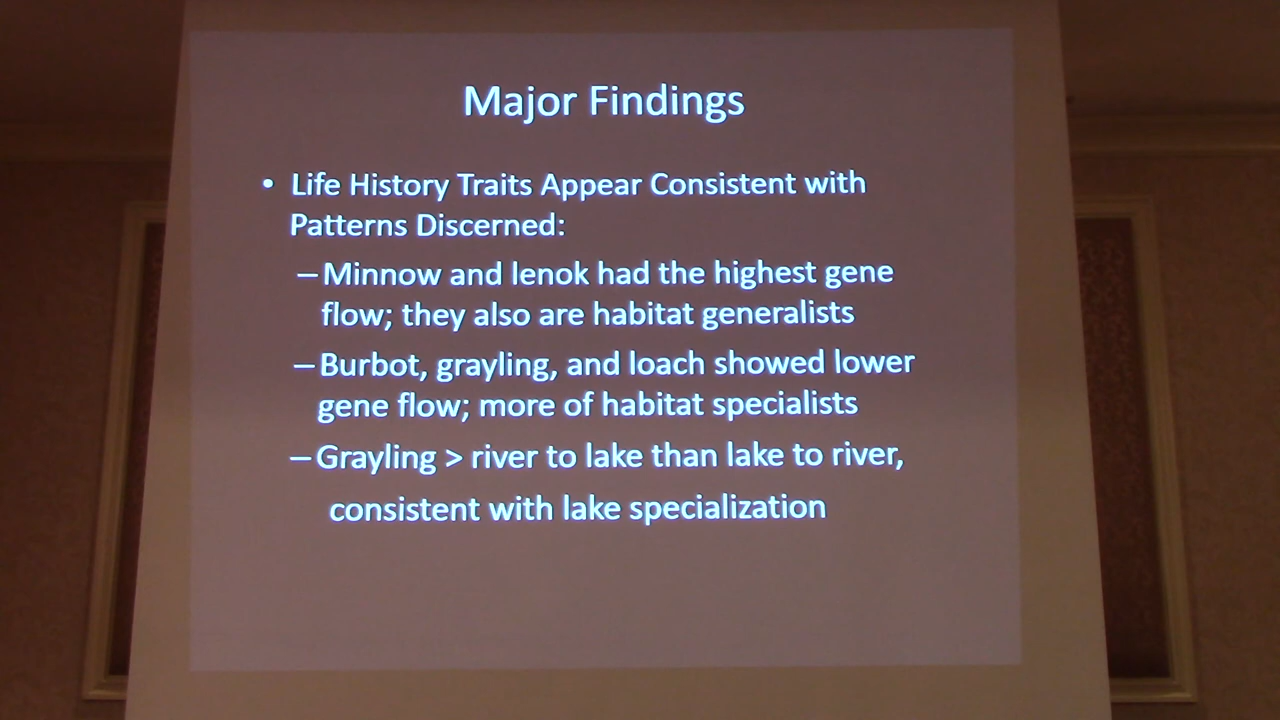 Major Findings
• Life History Traits Appear Consistent with
Patterns Discerned:
– Minnow and lenok had the highest gene
flow; they also are habitat generalists
– Burbot, grayling, and loach showed lower
gene flow; more of habitat specialists
– Grayling > river to lake than lake to river,
consistent with lake specialization